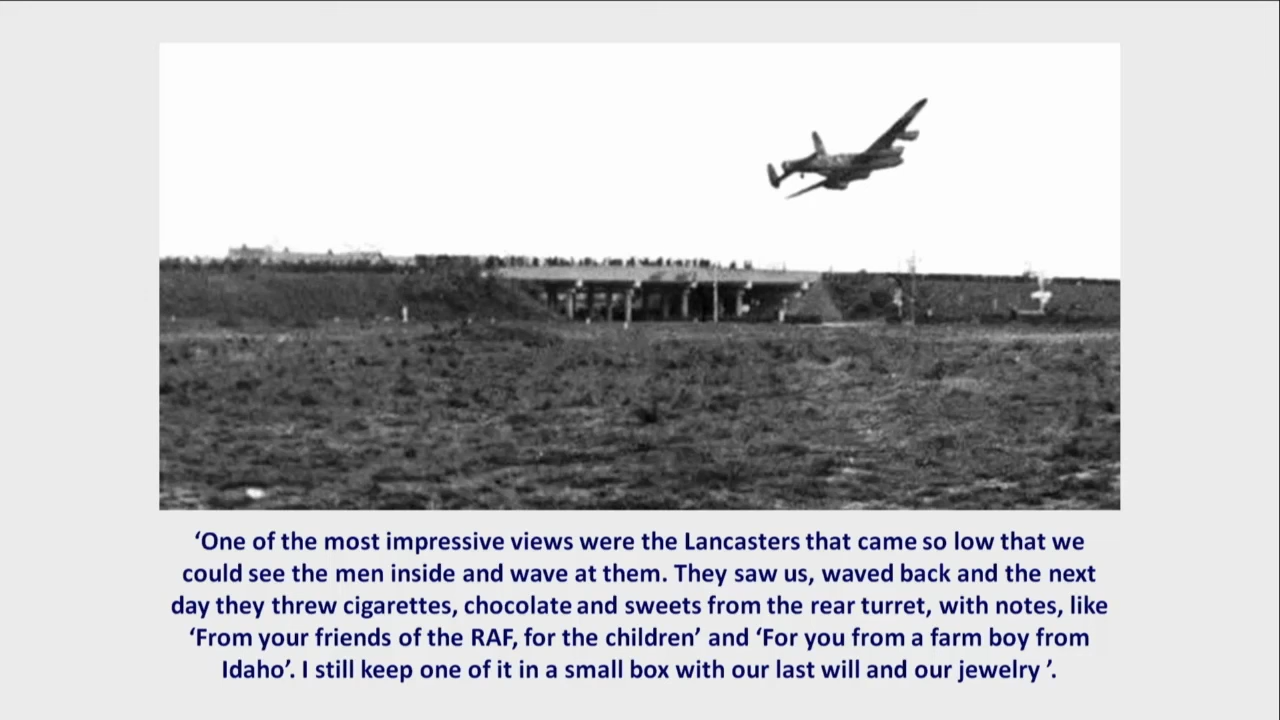 ‘One of the most impressive views were the Lancasters that came so low that we
could see the men inside and wave at them. They saw us, waved back and the next
day they threw cigarettes, chocolate and sweets from the rear turret, with notes, like
‘From your friends of the RAF, for the children’ and ‘For you from a farm boy from
Idaho’. I still keep one of it in a small box with our last will and our jewelry ’.